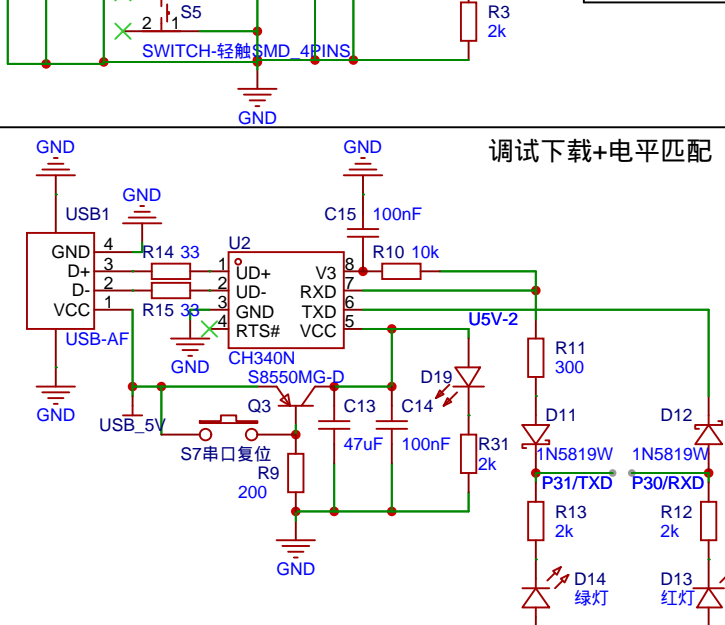 S5
2 1
SWITCH-轻触SMD_4PINS
R3
2k
GND
调试下载+电平匹配
GND
GND
GND
USB1
C15 100nF
GND 4
D+ 3
D- 2
VCC 1
USB-AF
R14 33
R15 33
U2
1 UD+
2 UD-
3 GND
4 RTS#
V3 8
RXD 7
TXD 6
VCC 5
CH340N
R10 10k
U5V-2
GND
GND
S8550MG-D
Q3
USB_5V
S7串口复位
R9
200
C13
47uF
C14
100nF
D19
R31
2k
GND
R11
300
D11
1N5819W
D12
1N5819W
P31/TXD
P30/RXD
R13
2k
R12
2k
D14
绿灯
D13
红灯